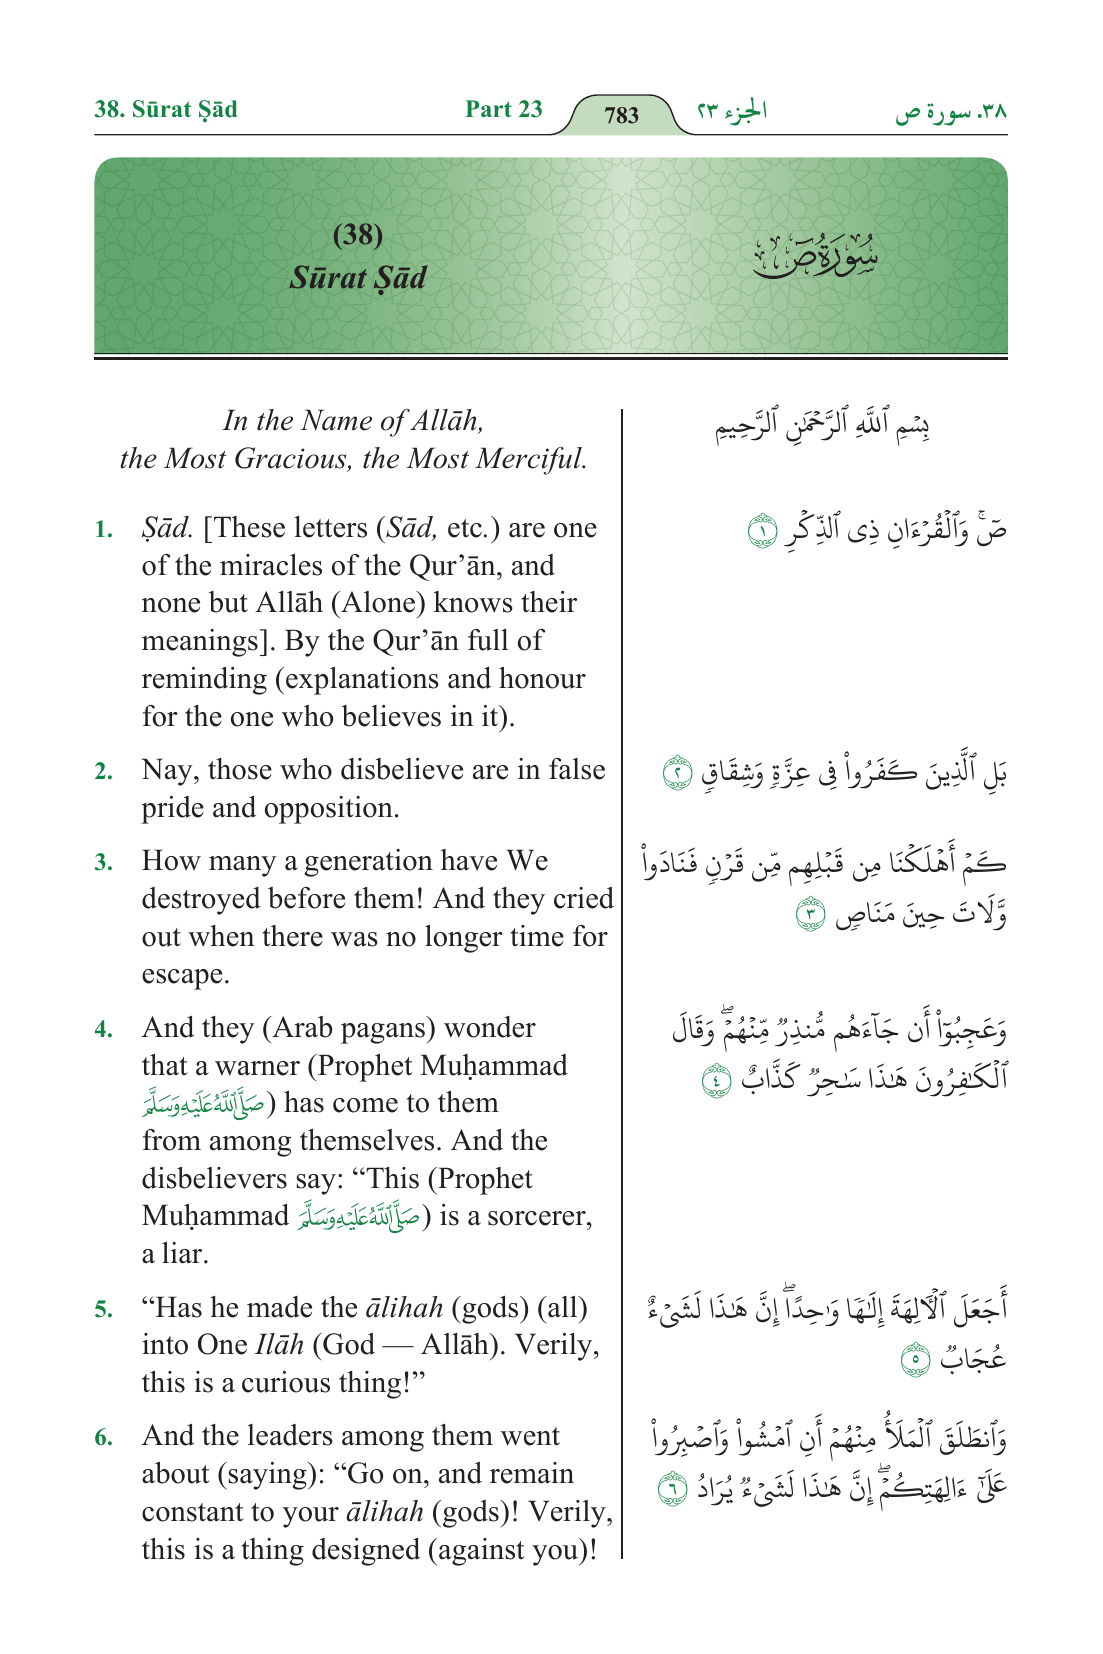 38. Sūrat Ṣād Part 23 783 الجزء ٢٣ ٣٨. سورة ص
(38)
Sūrat Ṣād
سُورَةُ صٓ
In the Name of Allāh,
the Most Gracious, the Most Merciful.
1. Ṣād. [These letters (Sād, etc.) are one
of the miracles of the Qur’ān, and
none but Allāh (Alone) knows their
meanings]. By the Qur’ān full of
reminding (explanations and honour
for the one who believes in it).
2. Nay, those who disbelieve are in false
pride and opposition.
3. How many a generation have We
destroyed before them! And they cried
out when there was no longer time for
escape.
4. And they (Arab pagans) wonder
that a warner (Prophet Muḥammad
صَلَّى اللَّهُ عَلَيْهِ وَسَلَّمَ) has come to them
from among themselves. And the
disbelievers say: “This (Prophet
Muḥammad صَلَّى اللَّهُ عَلَيْهِ وَسَلَّمَ) is a sorcerer,
a liar.
5. “Has he made the ālihah (gods) (all)
into One Ilāh (God — Allāh). Verily,
this is a curious thing!”
6. And the leaders among them went
about (saying): “Go on, and remain
constant to your ālihah (gods)! Verily,
this is a thing designed (against you)!
بِسْمِ ٱللَّهِ ٱلرَّحْمَٰنِ ٱلرَّحِيمِ
صٓ ۚ وَٱلْقُرْءَانِ ذِى ٱلذِّكْرِ ١
بَلِ ٱلَّذِينَ كَفَرُوا۟ فِى عِزَّةٍ وَشِقَاقٍ ٢
كَمْ أَهْلَكْنَا مِن قَبْلِهِم مِّن قَرْنٍ فَنَادَوا۟
وَّلَاتَ حِينَ مَنَاصٍ ٣
وَعَجِبُوٓا۟ أَن جَآءَهُم مُّنذِرٌ مِّنْهُمْ ۖ وَقَالَ
ٱلْكَٰفِرُونَ هَٰذَا سَٰحِرٌ كَذَّابٌ ٤
أَجَعَلَ ٱلْءَالِهَةَ إِلَٰهًا وَٰحِدًا ۖ إِنَّ هَٰذَا لَشَىْءٌ
عُجَابٌ ٥
وَٱنطَلَقَ ٱلْمَلَأُ مِنْهُمْ أَنِ ٱمْشُوا۟ وَٱصْبِرُوا۟
عَلَىٰٓ ءَالِهَتِكُمْ ۖ إِنَّ هَٰذَا لَشَىْءٌ يُرَادُ ٦